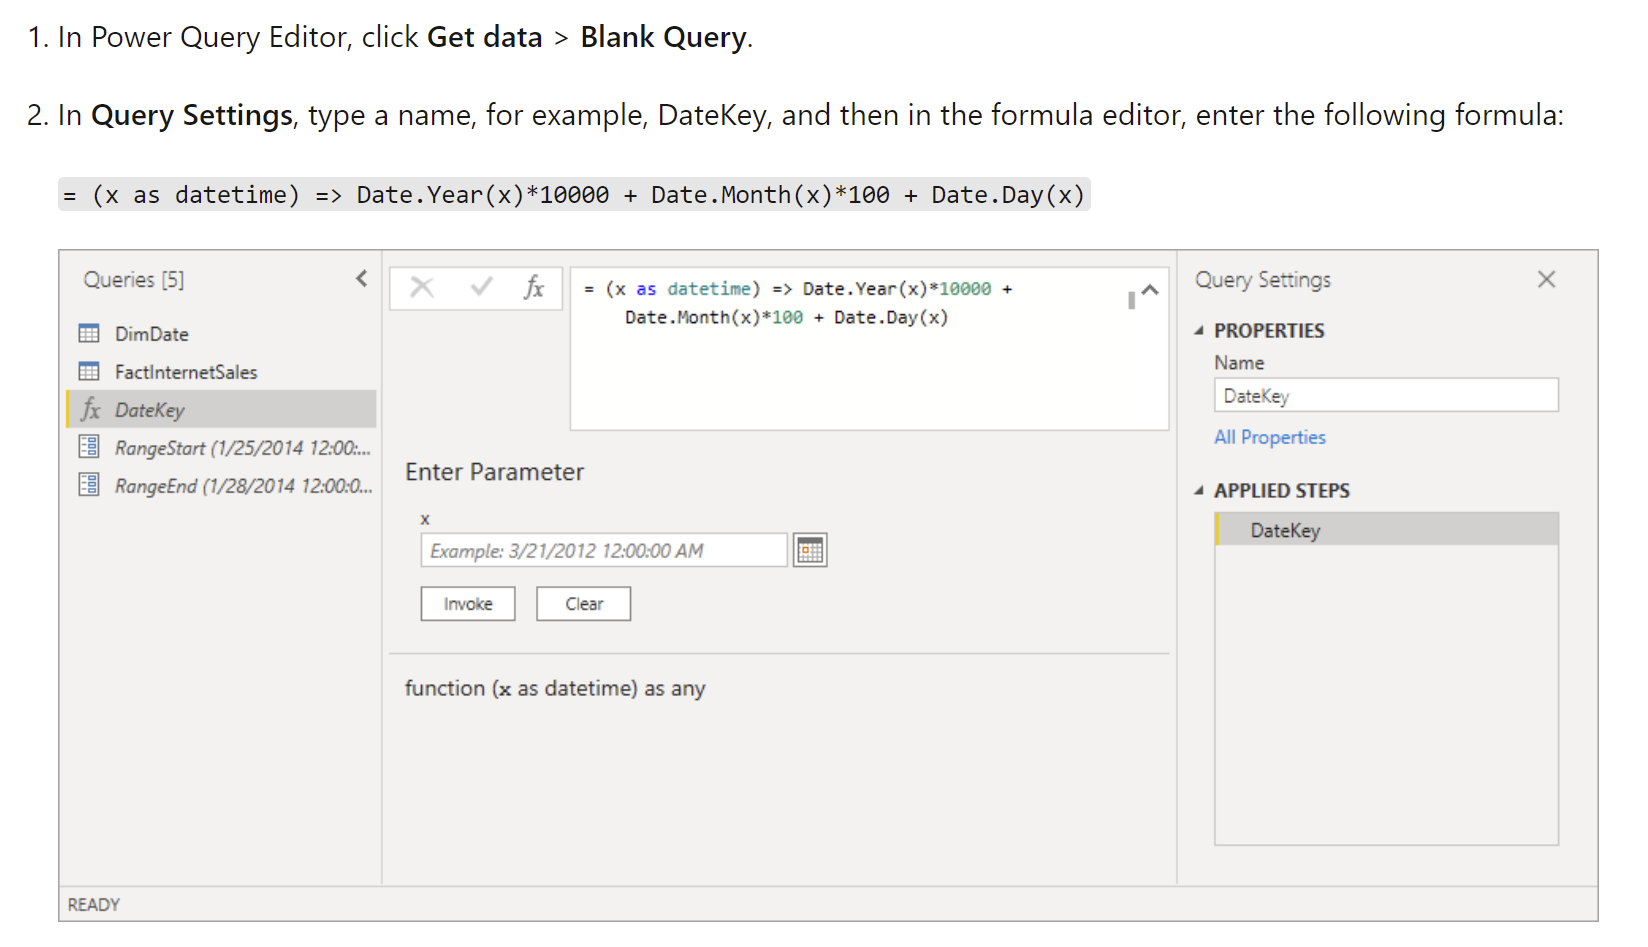 1. In Power Query Editor, click Get data > Blank Query.
2. In Query Settings, type a name, for example, DateKey, and then in the formula editor, enter the following formula:
= (x as datetime) => Date.Year(x)*10000 + Date.Month(x)*100 + Date.Day(x)
Queries [5]
DimDate
FactInternetSales
fx DateKey
RangeStart (1/25/2014 12:00:...
RangeEnd (1/28/2014 12:00:0...
fx
= (x as datetime) => Date.Year(x)*10000 +
Date.Month(x)*100 + Date.Day(x)
Enter Parameter
x
Example: 3/21/2012 12:00:00 AM
Invoke Clear
function (x as datetime) as any
Query Settings
PROPERTIES
Name
DateKey
All Properties
APPLIED STEPS
DateKey
READY